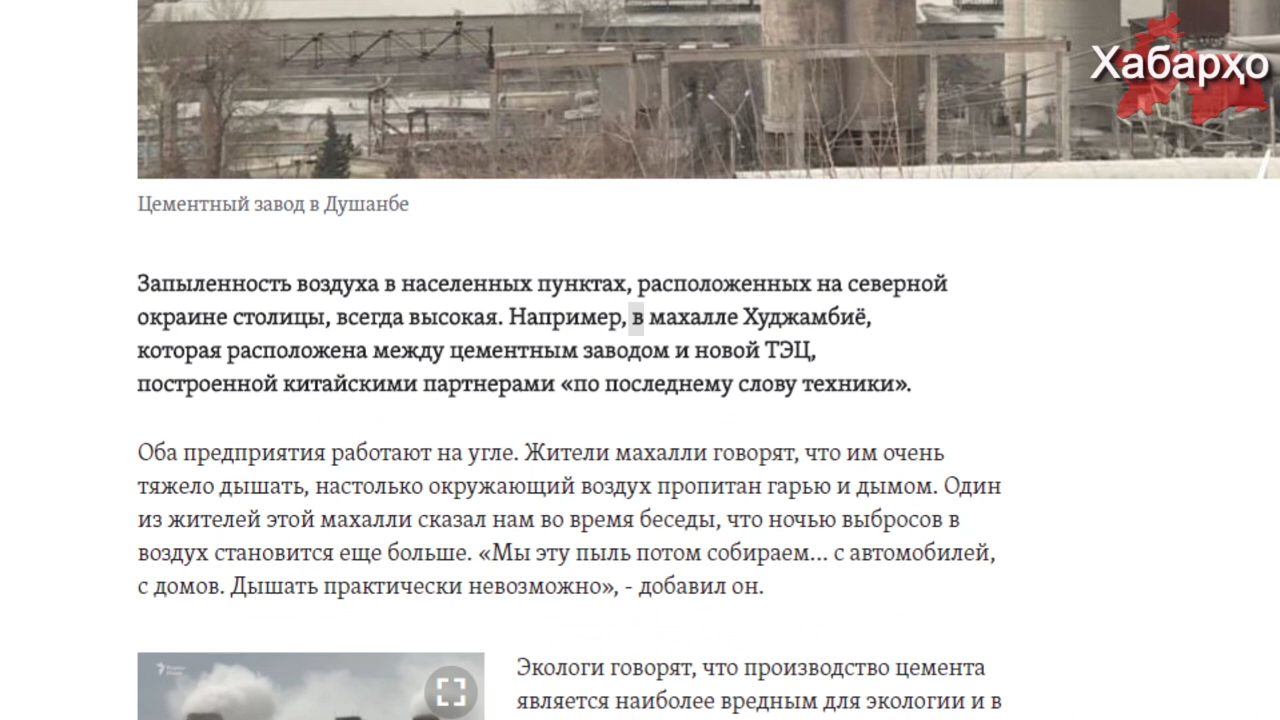 Хабарҳо
Цементный завод в Душанбе
Запыленность воздуха в населенных пунктах, расположенных на северной
окраине столицы, всегда высокая. Например, в махалле Худжамбиё,
которая расположена между цементным заводом и новой ТЭЦ,
построенной китайскими партнерами «по последнему слову техники».
Оба предприятия работают на угле. Жители махалли говорят, что им очень
тяжело дышать, настолько окружающий воздух пропитан гарью и дымом. Один
из жителей этой махалли сказал нам во время беседы, что ночью выбросов в
воздух становится еще больше. «Мы эту пыль потом собираем... с автомобилей,
с домов. Дышать практически невозможно», - добавил он.
Экологи говорят, что производство цемента
является наиболее вредным для экологии и в